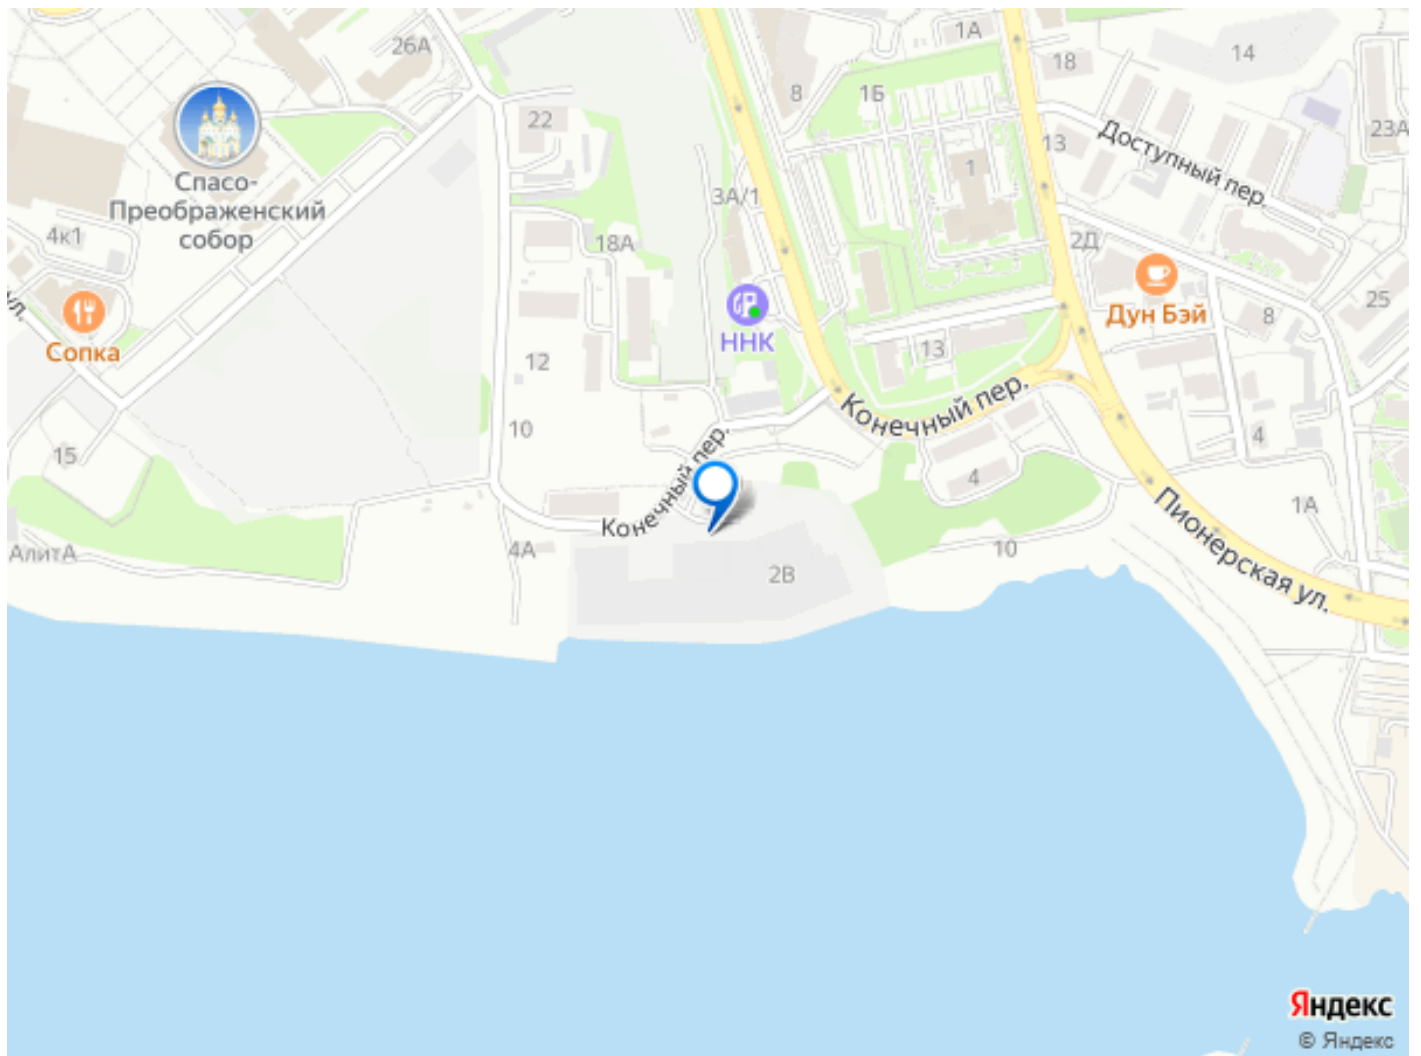 26А
1А
14
18
8
1Б
22
23А
13
Доступный пер.
1
Спасо-
Преображенский
собор
3А/1
4к1
18А
2Д
ул.
25
Дун Бэй
8
ННК
Сопка
13
12
Конечный пер.
10
4
15
4
Конечный пер.
1А
Пионерская ул.
АлитА
4А
10
2В
Яндекс
© Яндекс